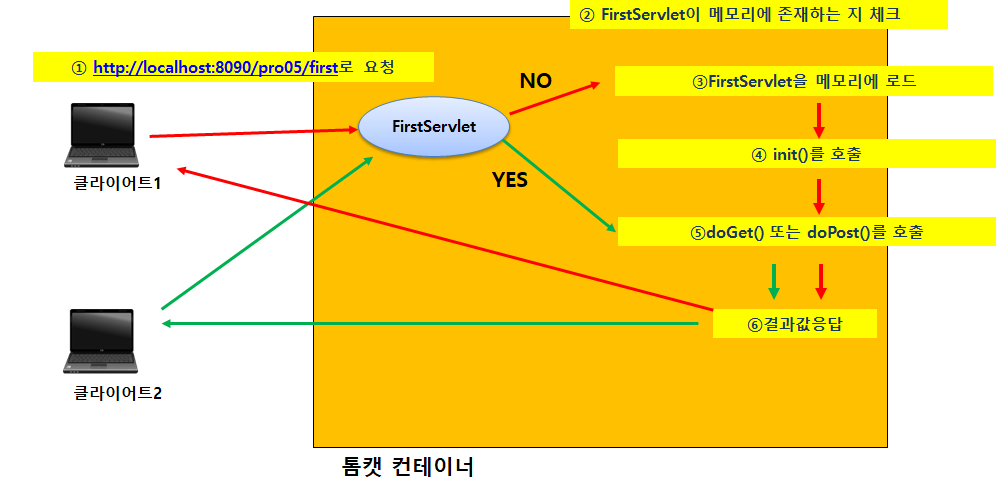 ② FirstServlet이 메모리에 존재하는 지 체크
① http://localhost:8090/pro05/first로 요청
NO
③FirstServlet을 메모리에 로드
FirstServlet
④ init()를 호출
클라이어트1
YES
⑤doGet() 또는 doPost()를 호출
⑥결과값응답
클라이어트2
톰캣 컨테이너